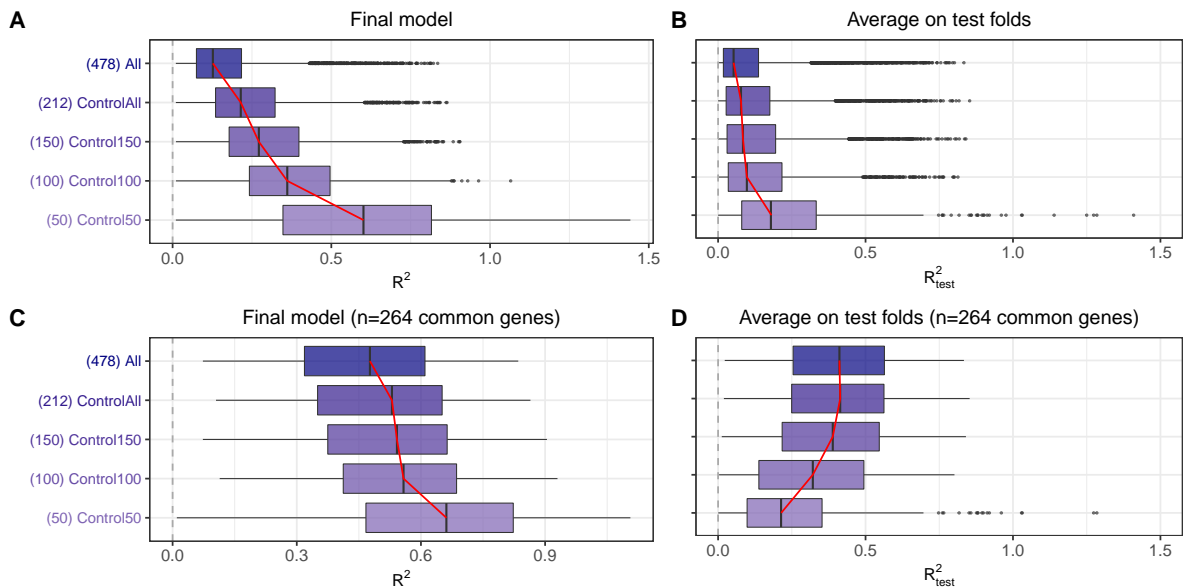 A
Final model
(478) All
(212) ControlAll
(150) Control150
(100) Control100
(50) Control50
0.0 0.5 1.0 1.5
R²
B
Average on test folds
0.0 0.5 1.0 1.5
R²test
C
Final model (n=264 common genes)
(478) All
(212) ControlAll
(150) Control150
(100) Control100
(50) Control50
0.0 0.3 0.6 0.9
R²
D
Average on test folds (n=264 common genes)
0.0 0.5 1.0 1.5
R²test